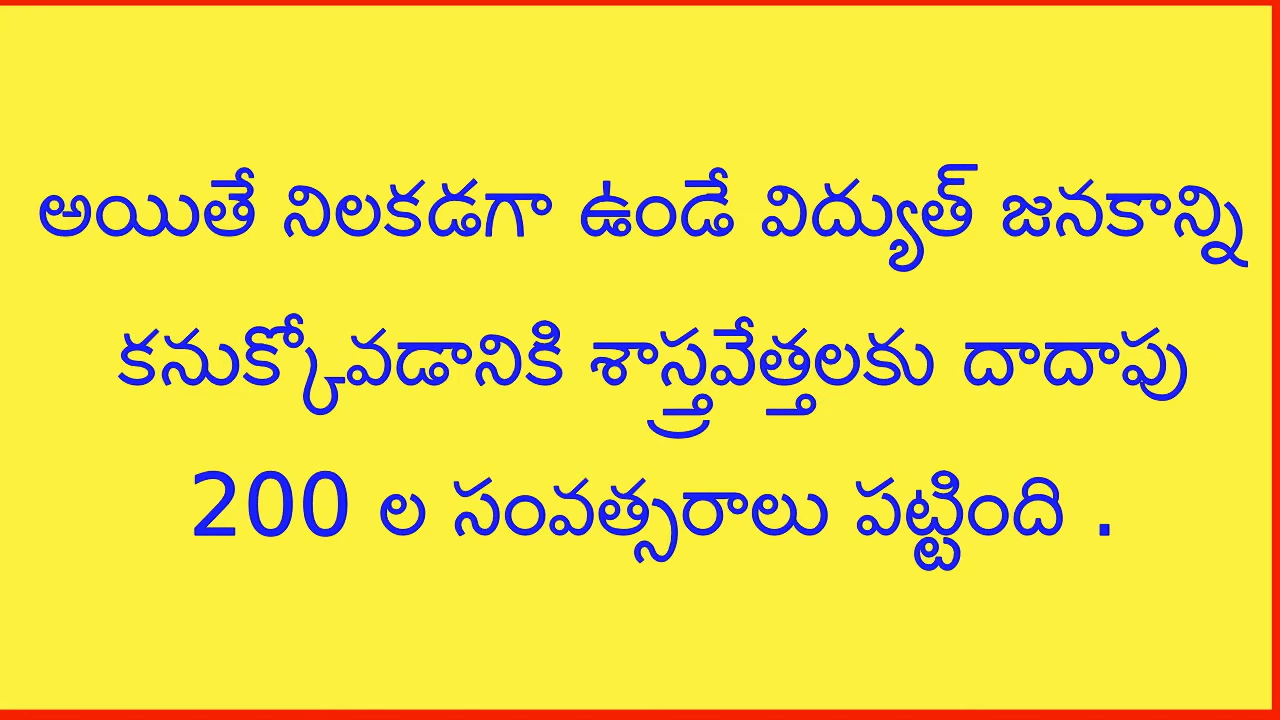 అయితే నిలకడగా ఉండే విద్యుత్ జనకాన్ని
కనుక్కోవడానికి శాస్త్రవేత్తలకు దాదాపు
200 ల సంవత్సరాలు పట్టింది .